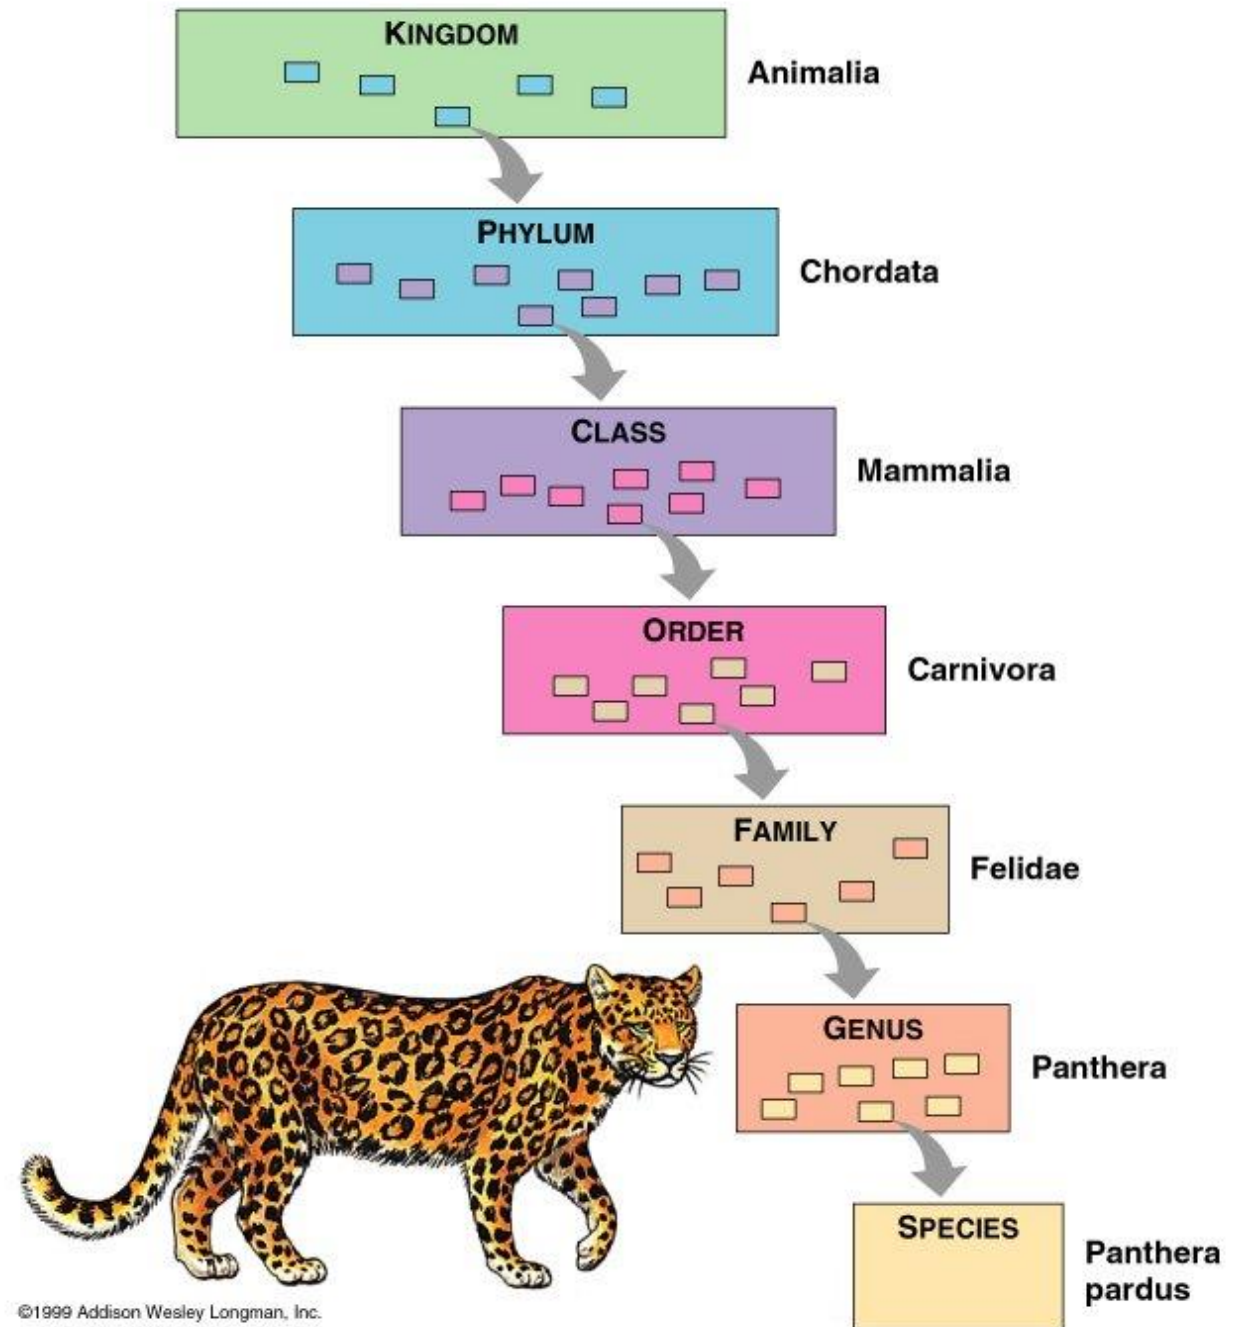 KINGDOM
Animalia
PHYLUM
Chordata
CLASS
Mammalia
ORDER
Carnivora
FAMILY
Felidae
GENUS
Panthera
SPECIES
Panthera
pardus
©1999 Addison Wesley Longman, Inc.